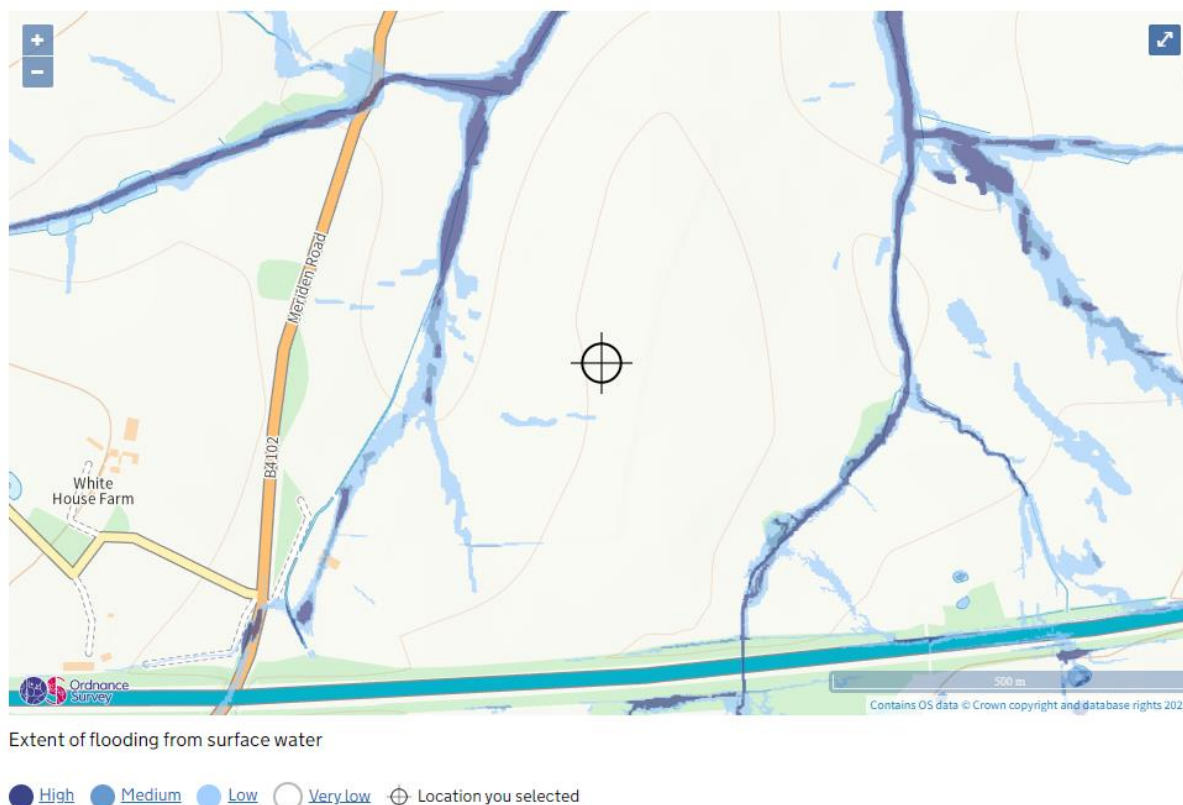 +
−
Meriden Road
B4102
White
House Farm
Ordnance
Survey
500 m
Contains OS data © Crown copyright and database rights 202
Extent of flooding from surface water
High Medium Low Very low Location you selected